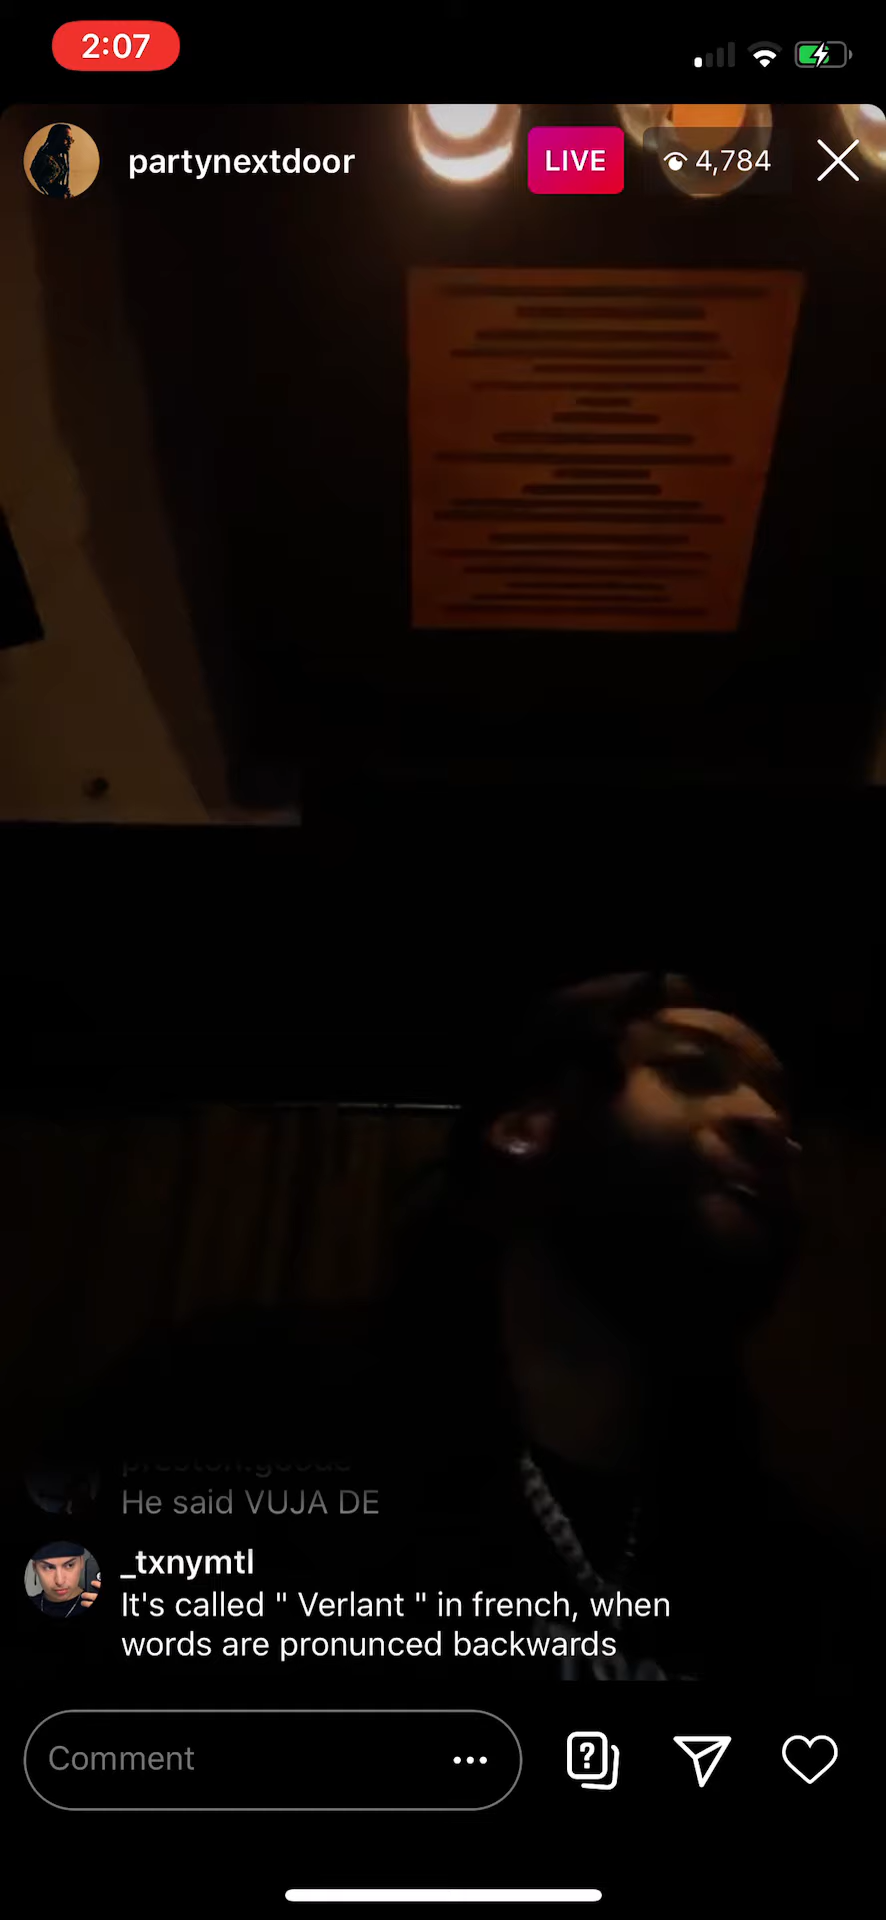 2:07
partynextdoor
LIVE
4,784
He said VUJA DE
_txnymtl
It's called " Verlant " in french, when
words are pronunced backwards
Comment